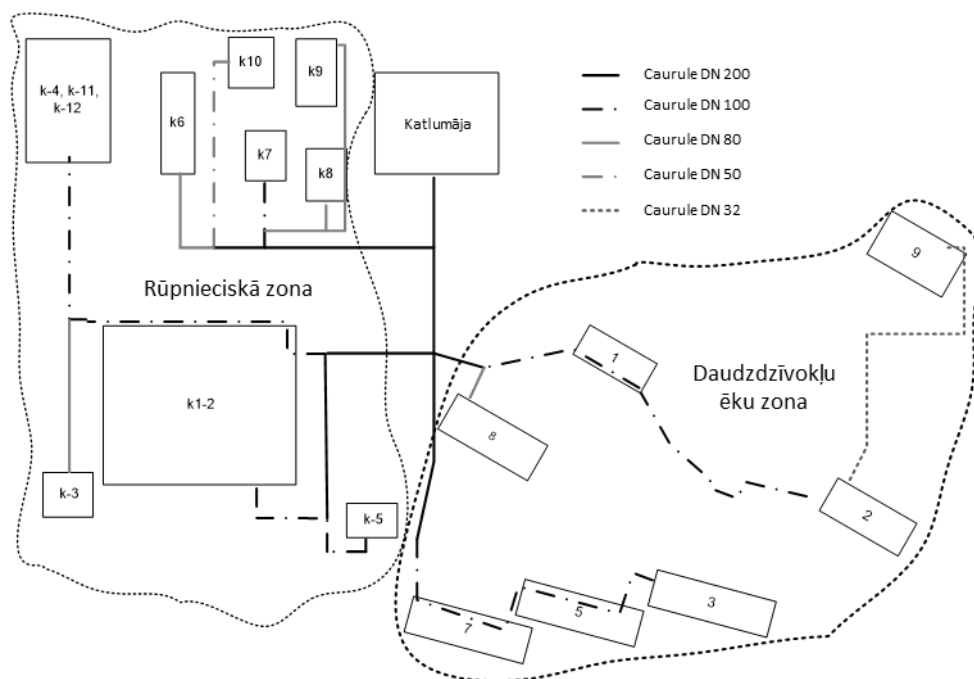 k-4, k-11,
k-12
k6
k10
k9
k7
k8
Katlumāja
Caurule DN 200
Caurule DN 100
Caurule DN 80
Caurule DN 50
Caurule DN 32
Rūpnieciskā zona
k1-2
k-3
k-5
Daudzdzīvokļu
ēku zona
9
1
8
2
7
5
3